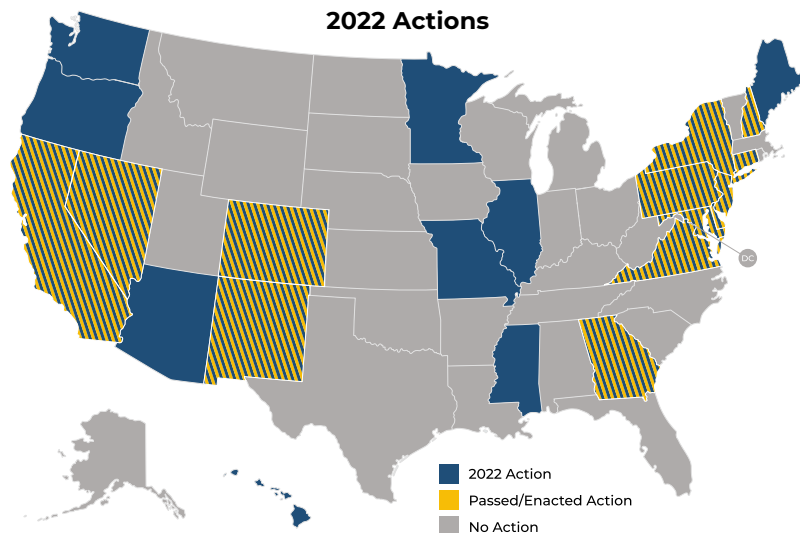 2022 Actions
DC
2022 Action
Passed/Enacted Action
No Action